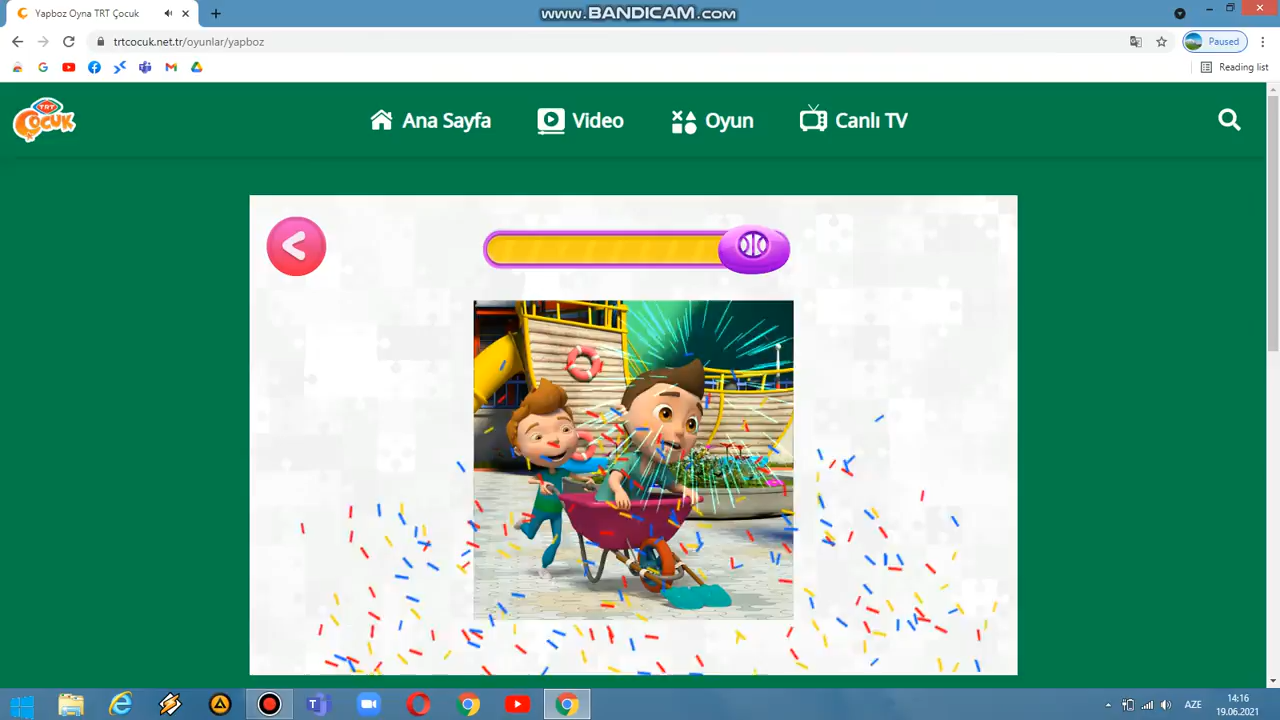 Yapboz Oyna TRT Çocuk
www.BANDICAM.com
trtcocuk.net.tr/oyunlar/yapboz
Paused
Reading list
TRT
ÇOCUK
Ana Sayfa
Video
Oyun
Canlı TV
AZE
14:16
19.06.2021